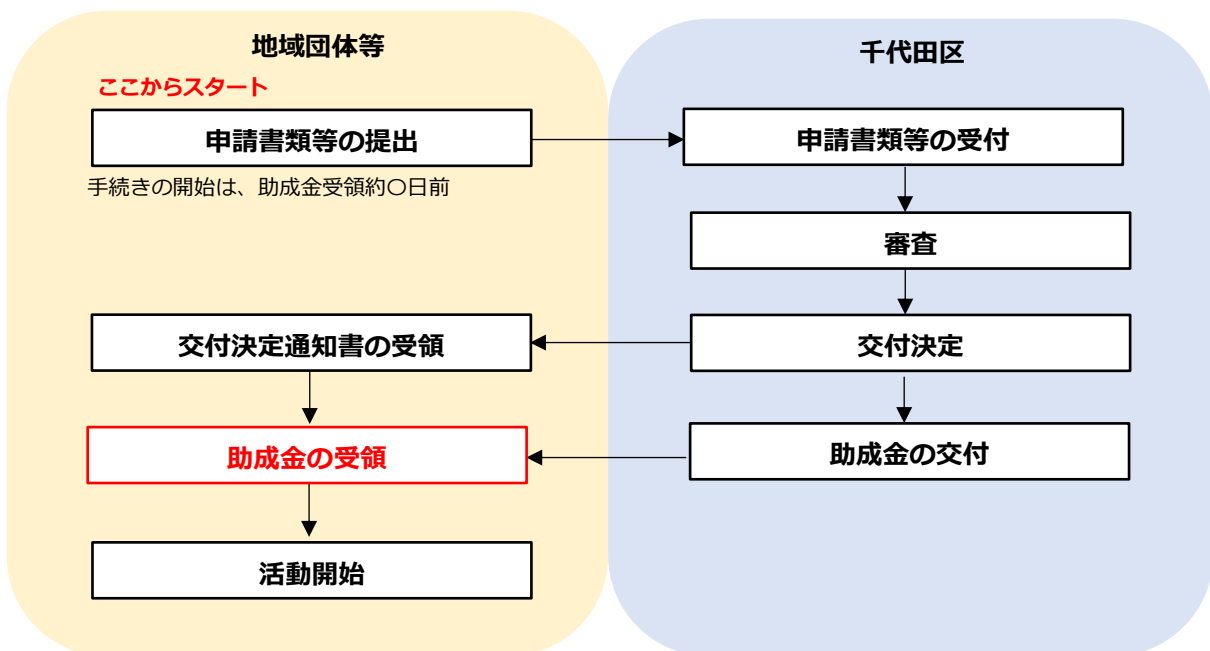 地域団体等
千代田区
ここからスタート
申請書類等の提出
申請書類等の受付
手続きの開始は、助成金受領約〇日前
審査
交付決定通知書の受領
交付決定
助成金の受領
助成金の交付
活動開始